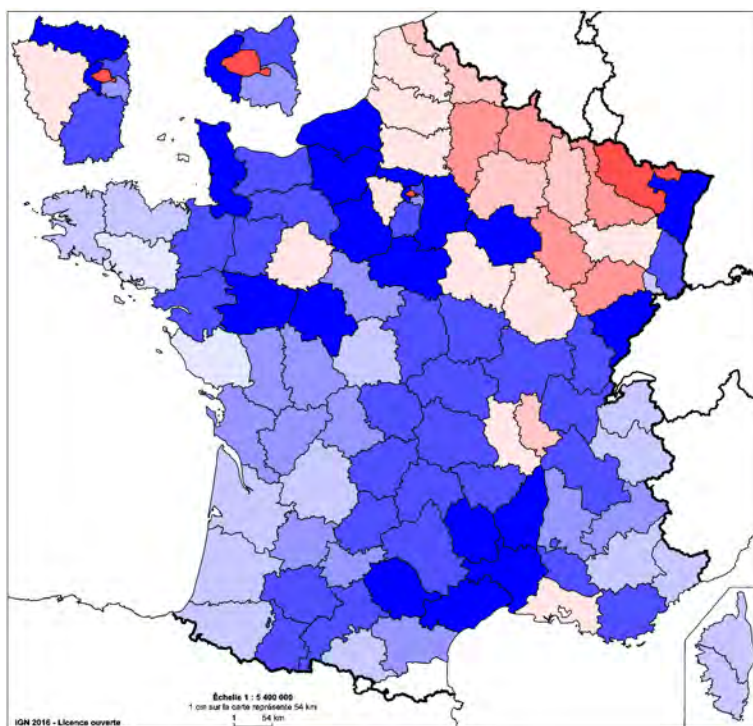 Échelle 1 : 5 400 000
1 cm sur la carte représente 54 km
1 54 km
IGN 2016 - Licence ouverte